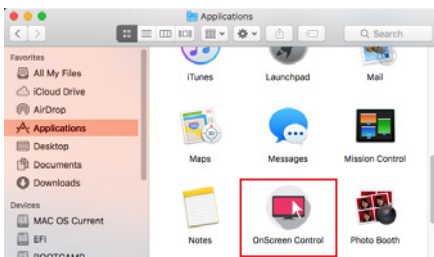 Applications
Search
Favorites
All My Files
iCloud Drive
AirDrop
Applications
Desktop
Documents
Downloads
Devices
MAC OS Current
EFI
BOOTCAMP
iTunes
Launchpad
Mail
Maps
Messages
Mission Control
Notes
OnScreen Control
Photo Booth